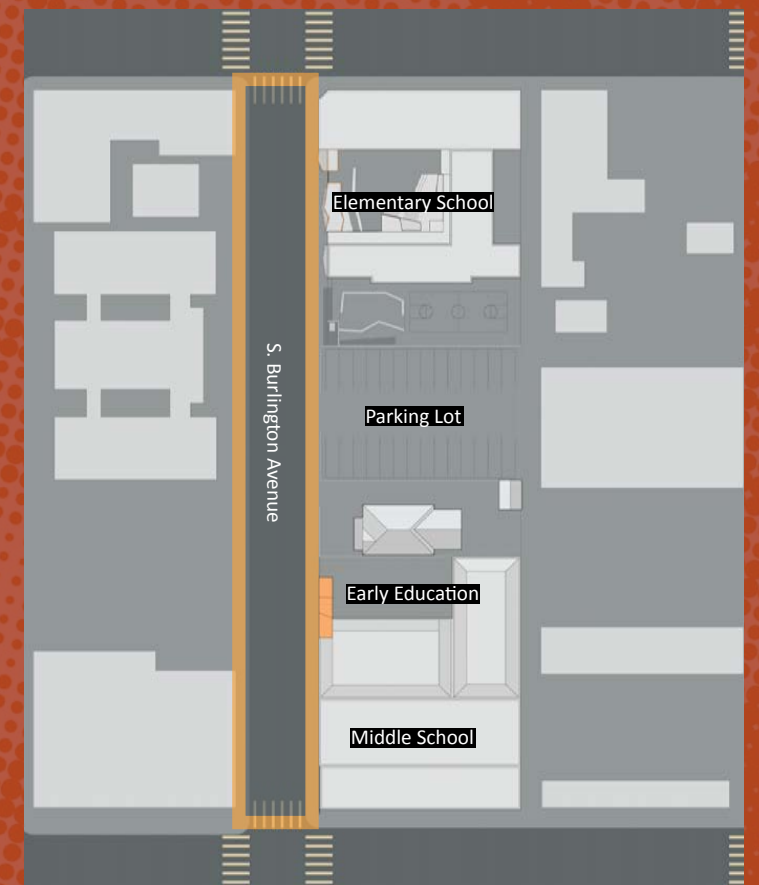 Elementary School
S. Burlington Avenue
Parking Lot
Early Education
Middle School